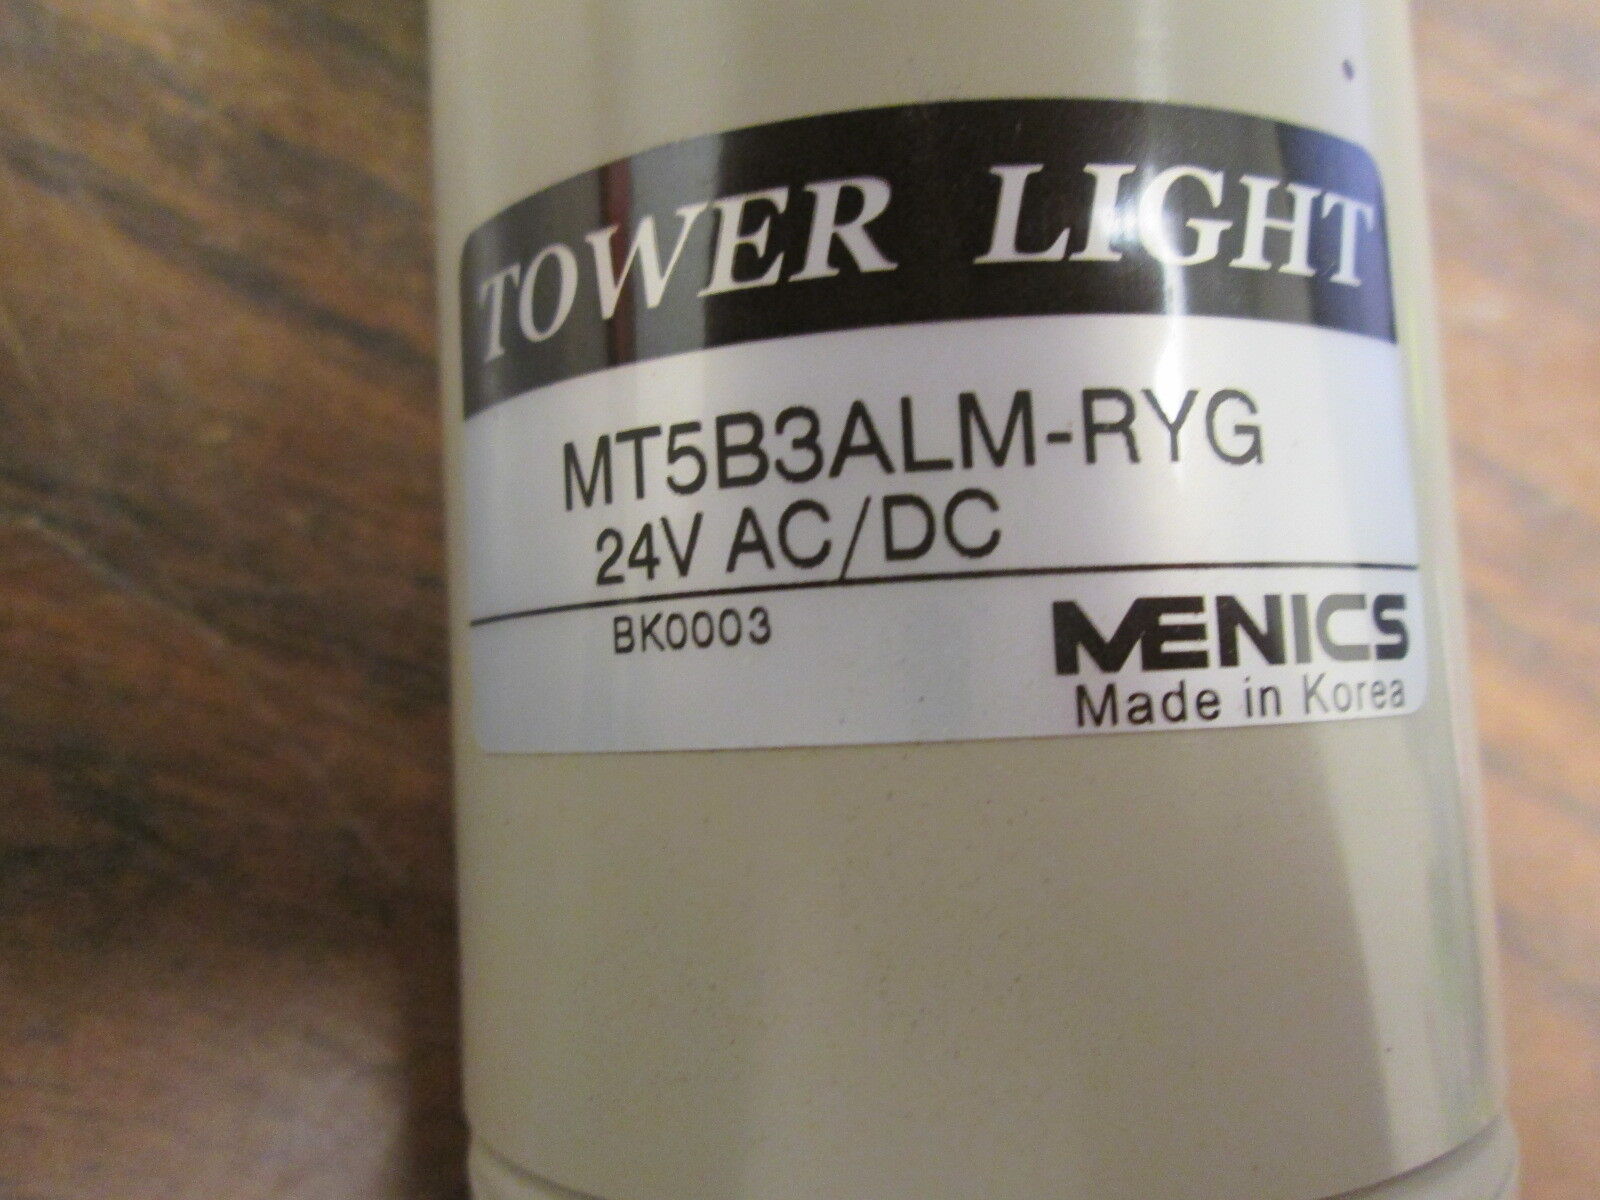 TOWER LIGHT
MT5B3ALM-RYG
24V AC/DC
BK0003
MENICS
Made in Korea